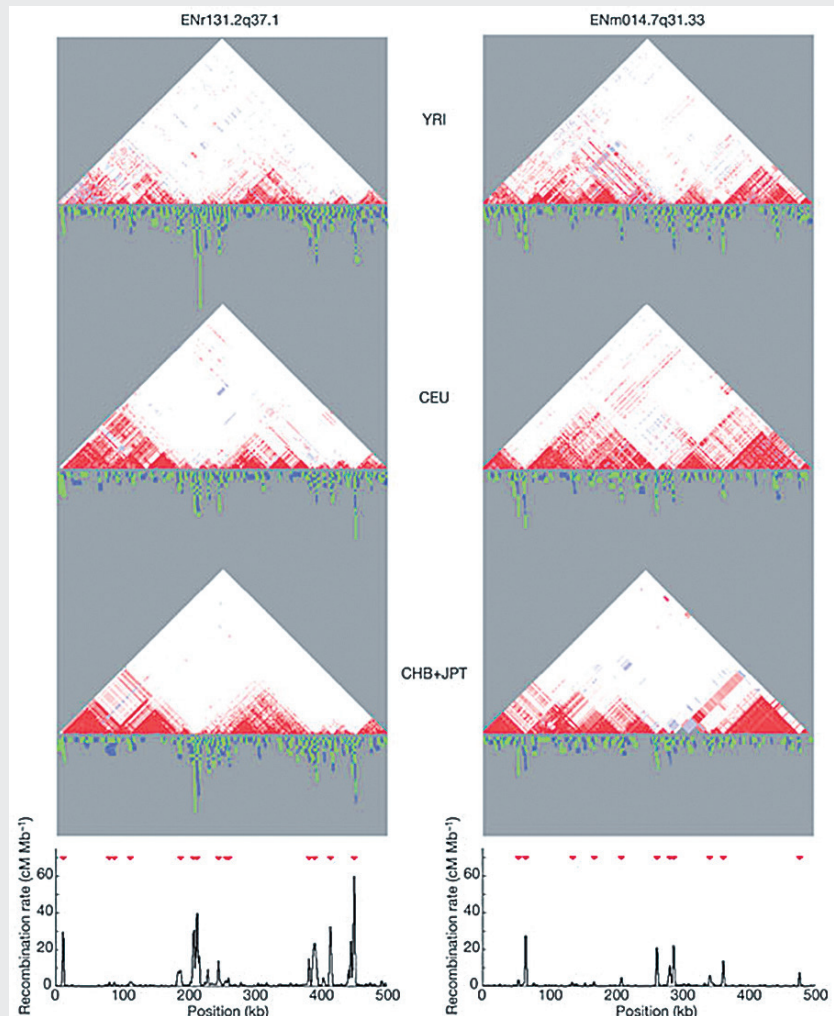 ENr131.2q37.1
ENm014.7q31.33
YRI
CEU
CHB+JPT
Recombination rate (cM Mb⁻¹)
60
40
20
0
0 100 200 300 400 500
Position (kb)
Recombination rate (cM Mb⁻¹)
60
40
20
0
0 100 200 300 400 500
Position (kb)